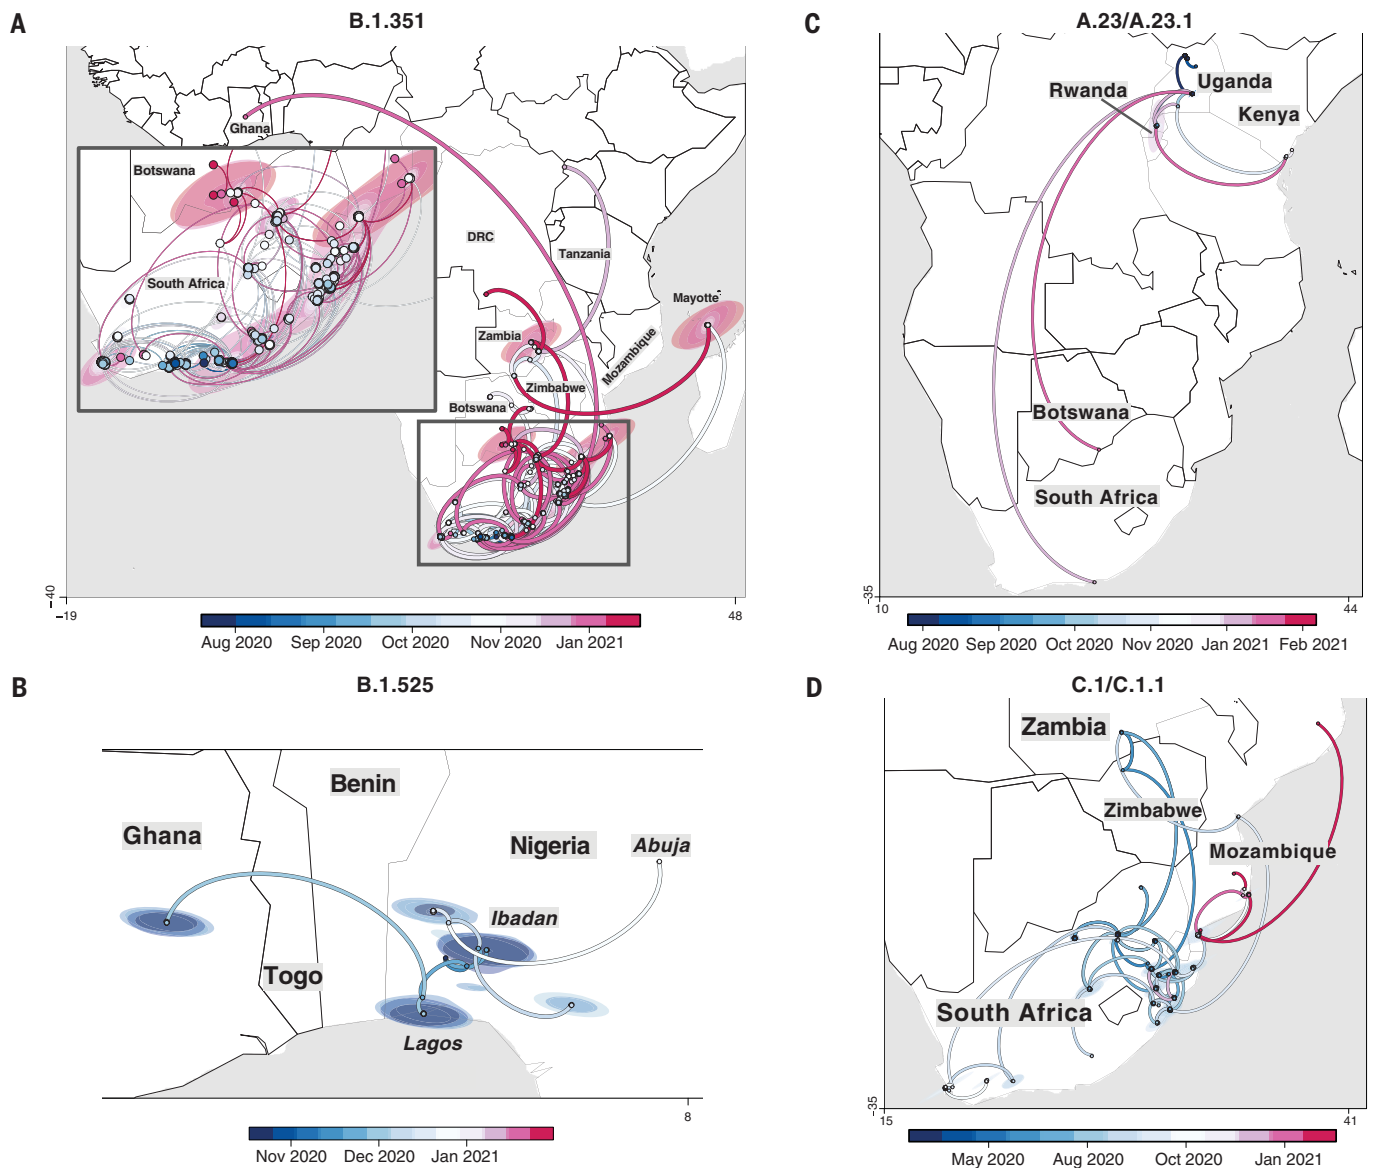 A
B.1.351
Ghana
Botswana
South Africa
DRC
Tanzania
Mayotte
Zambia
Mozambique
Zimbabwe
Botswana
−40
−19
48
Aug 2020
Sep 2020
Oct 2020
Nov 2020
Jan 2021
B
B.1.525
Benin
Ghana
Nigeria
Abuja
Ibadan
Togo
Lagos
8
Nov 2020
Dec 2020
Jan 2021
C
A.23/A.23.1
Uganda
Rwanda
Kenya
Botswana
South Africa
−35
10
44
Aug 2020
Sep 2020
Oct 2020
Nov 2020
Jan 2021
Feb 2021
D
C.1/C.1.1
Zambia
Zimbabwe
Mozambique
South Africa
−35
15
41
May 2020
Aug 2020
Oct 2020
Jan 2021